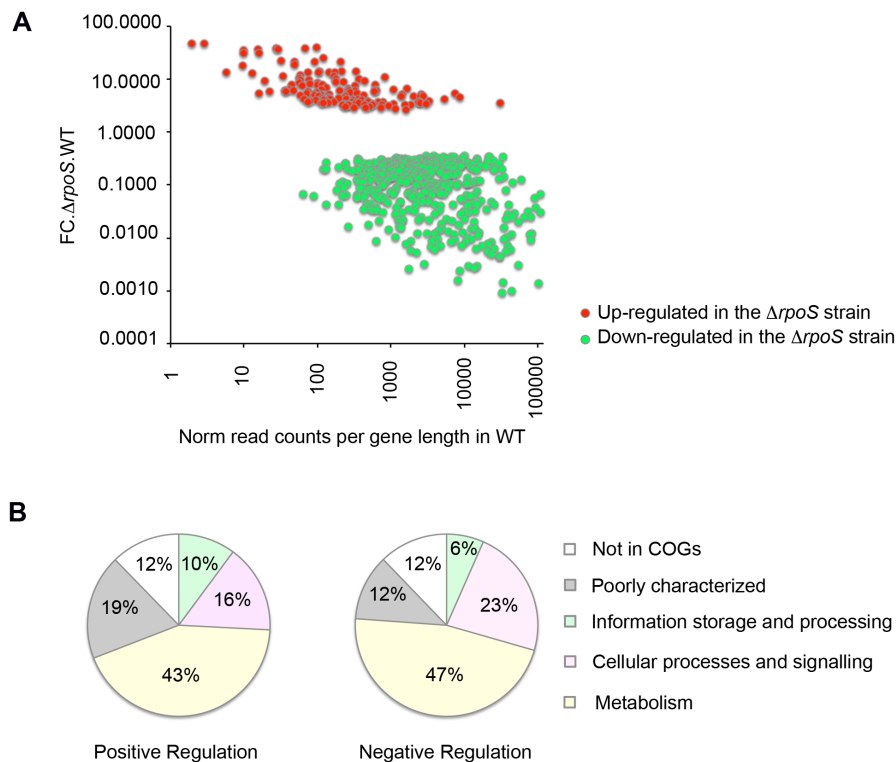 A
100.0000
10.0000
1.0000
0.1000
0.0100
0.0010
0.0001
FC.ΔrpoS.WT
1
10
100
1000
10000
100000
Norm read counts per gene length in WT
Up-regulated in the ΔrpoS strain
Down-regulated in the ΔrpoS strain
B
12%
10%
16%
43%
19%
Positive Regulation
12%
6%
23%
47%
12%
Negative Regulation
Not in COGs
Poorly characterized
Information storage and processing
Cellular processes and signalling
Metabolism